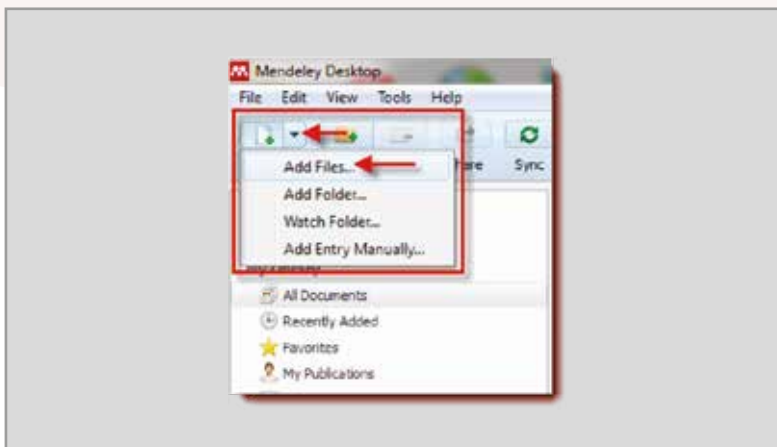 Mendeley Desktop
File Edit View Tools Help
Sync
Add Files...
Add Folder...
Watch Folder...
Add Entry Manually...
All Documents
Recently Added
Favorites
My Publications